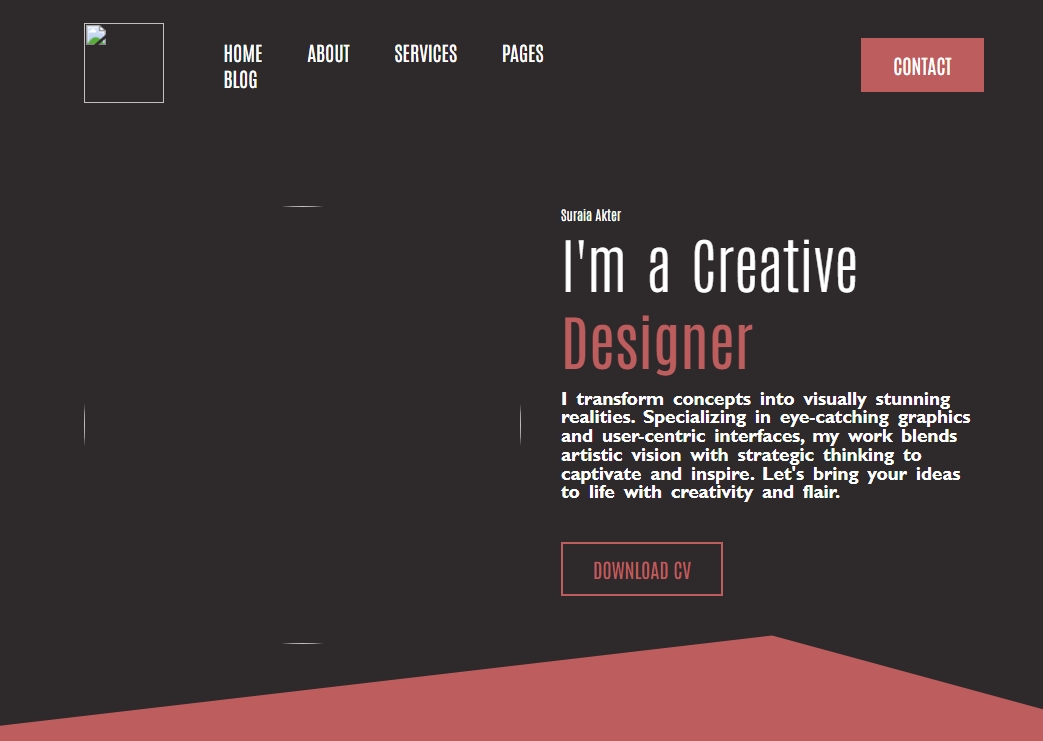 HOME ABOUT SERVICES PAGES
BLOG
CONTACT
Suraia Akter
I'm a Creative
Designer
I transform concepts into visually stunning
realities. Specializing in eye-catching graphics
and user-centric interfaces, my work blends
artistic vision with strategic thinking to
captivate and inspire. Let's bring your ideas
to life with creativity and flair.
DOWNLOAD CV